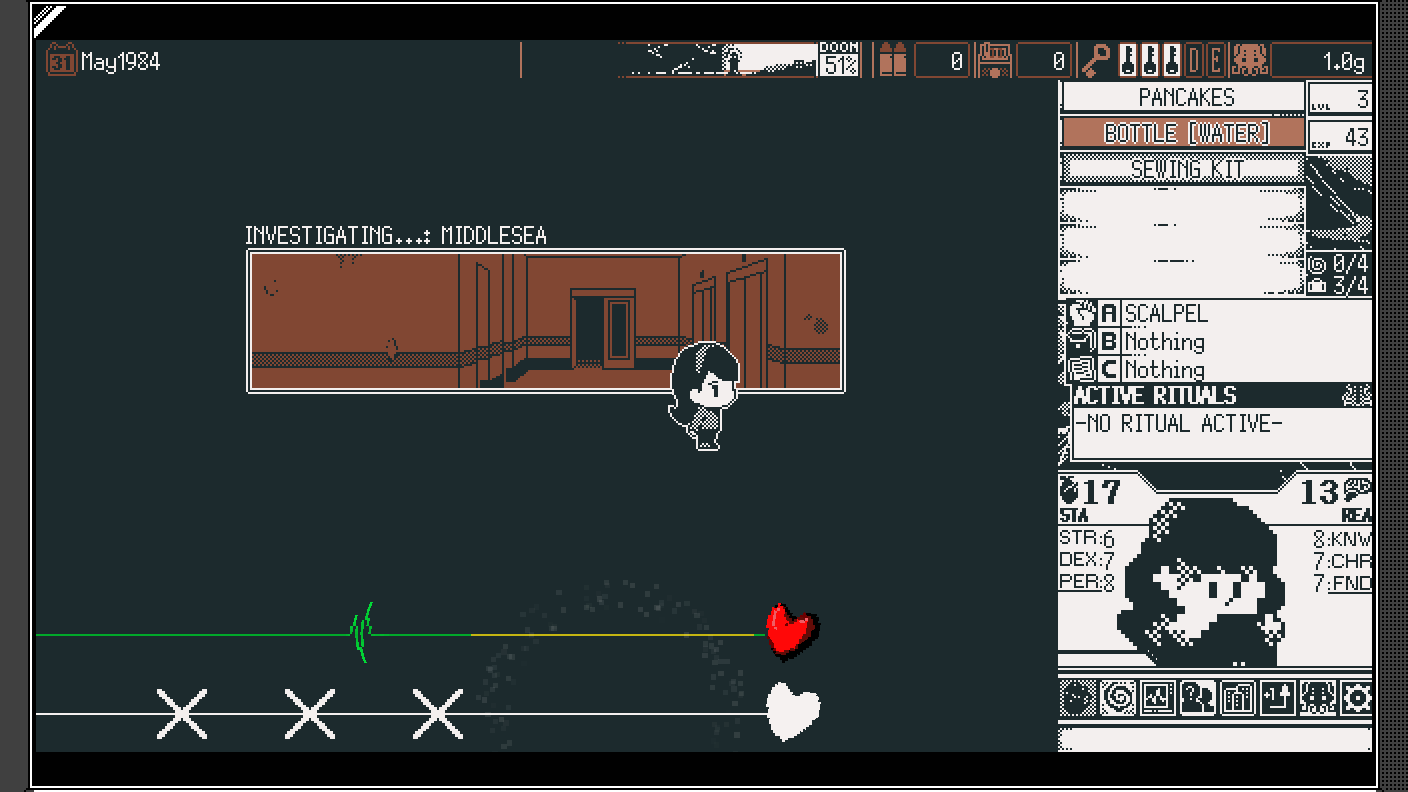 31 May1984
DOOM
51%
0
0
D E
1.0g
PANCAKES
LVL 3
BOTTLE [WATER]
EXP 43
SEWING KIT
0/4
3/4
A SCALPEL
B Nothing
C Nothing
ACTIVE RITUALS
-NO RITUAL ACTIVE-
INVESTIGATING...: MIDDLESEA
17
13
STA
REA
STR:6
8:KNW
DEX:7
7:CHR
PER:8
7:FND